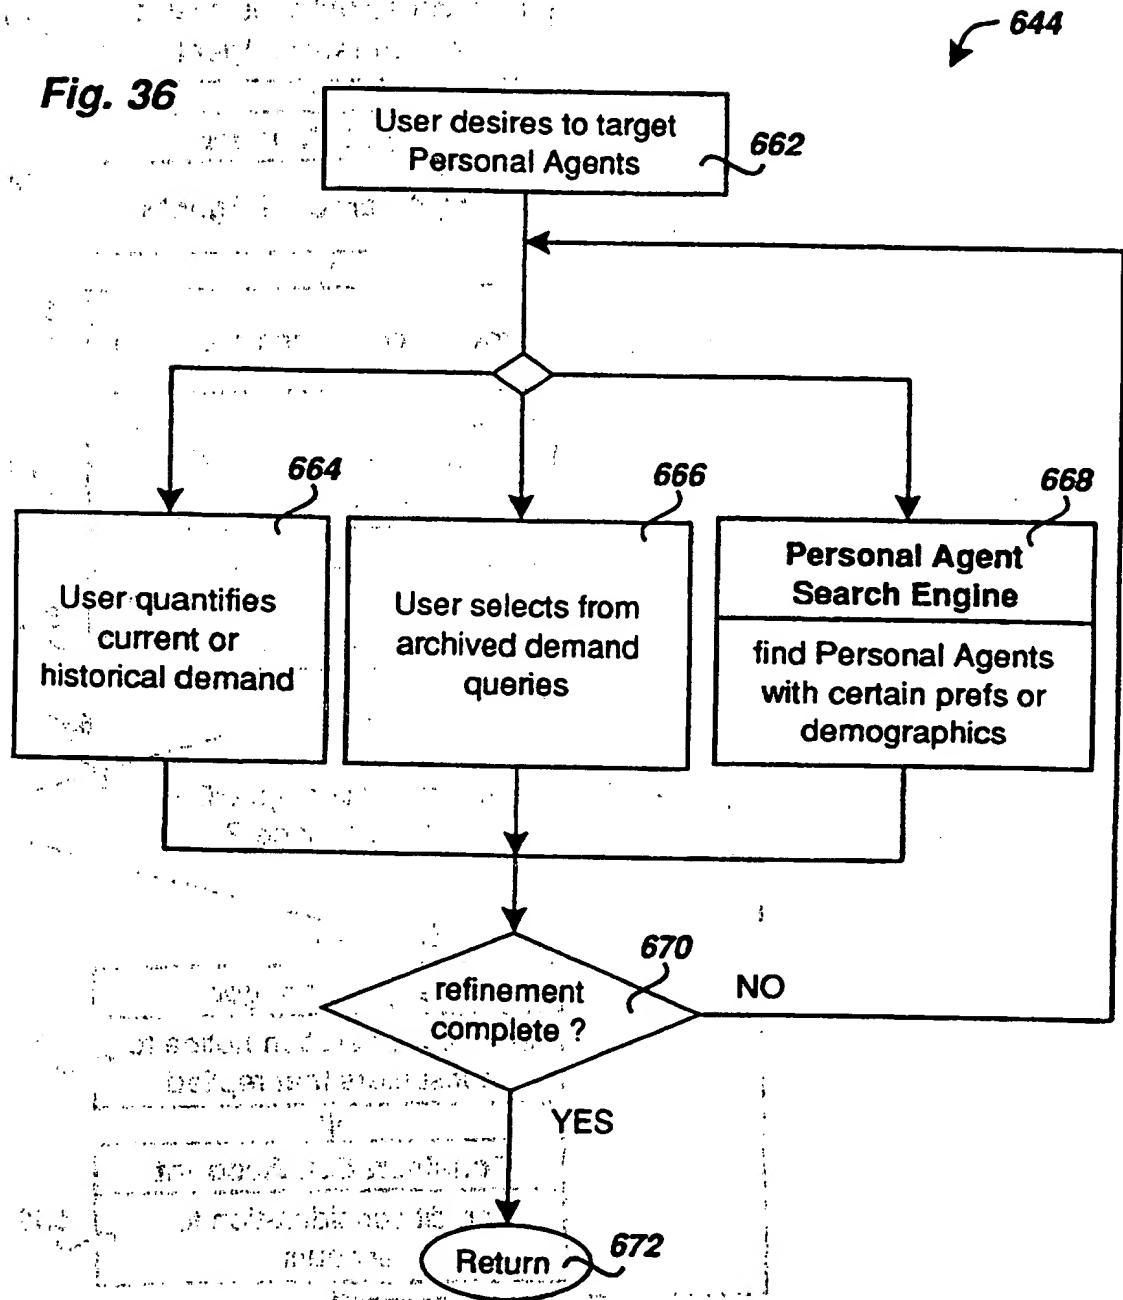 644
Fig. 36
User desires to target
Personal Agents
662
664
666
668
User quantifies
current or
historical demand
User selects from
archived demand
queries
Personal Agent
Search Engine
find Personal Agents
with certain prefs or
demographics
670
refinement
complete ?
NO
YES
Return
672